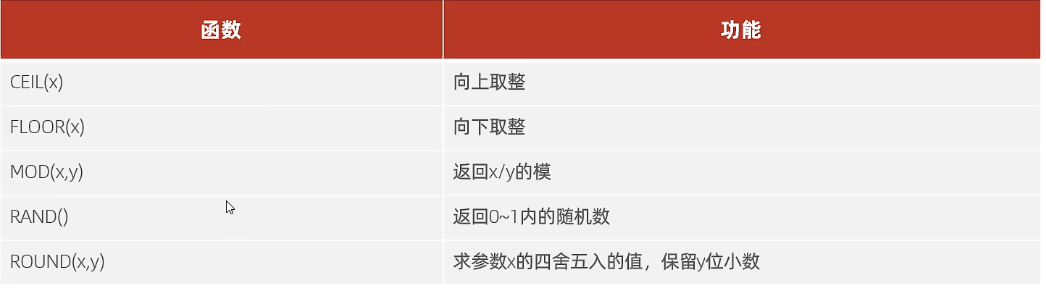 函数 功能
CEIL(x) 向上取整
FLOOR(x) 向下取整
MOD(x,y) 返回x/y的模
RAND() 返回0~1内的随机数
ROUND(x,y) 求参数x的四舍五入的值，保留y位小数